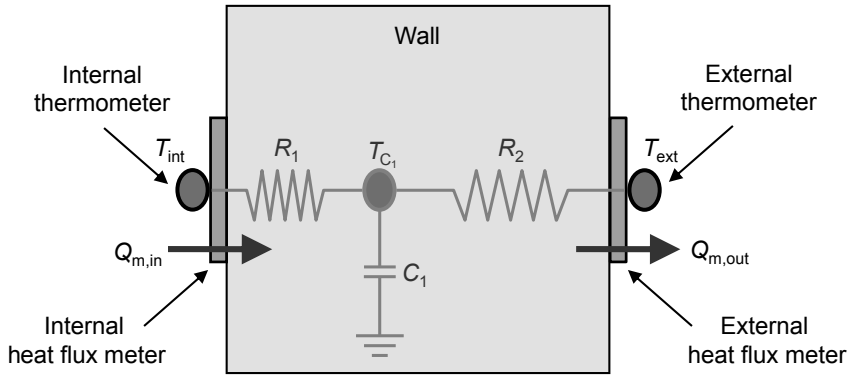 Wall
Internal
thermometer
External
thermometer
T_int
R_1
T_C_1
R_2
T_ext
Q_m,in
C_1
Q_m,out
Internal
heat flux meter
External
heat flux meter